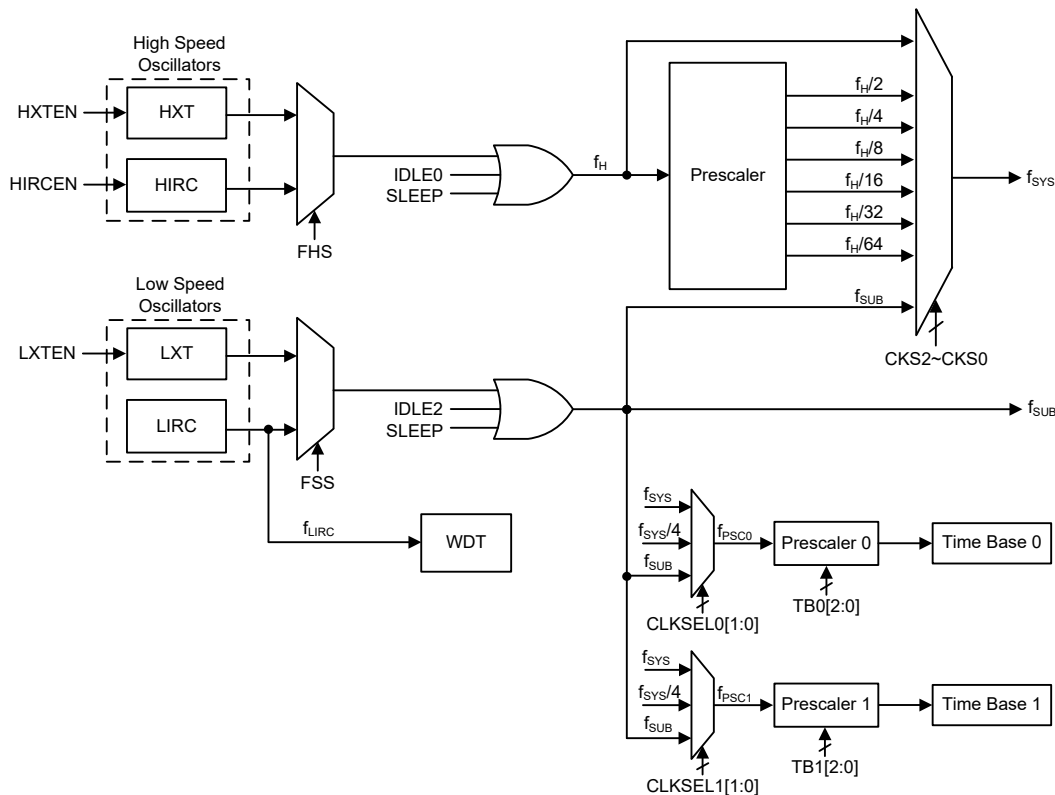 High Speed
Oscillators
HXTEN
HXT
HIRCEN
HIRC
FHS
IDLE0
SLEEP
fH
Prescaler
fH/2
fH/4
fH/8
fH/16
fH/32
fH/64
fSUB
CKS2~CKS0
fSYS
Low Speed
Oscillators
LXTEN
LXT
LIRC
FSS
IDLE2
SLEEP
fSUB
fLIRC
WDT
fSYS
fSYS/4
fSUB
fPSC0
CLKSEL0[1:0]
Prescaler 0
TB0[2:0]
Time Base 0
fSYS
fSYS/4
fSUB
fPSC1
CLKSEL1[1:0]
Prescaler 1
TB1[2:0]
Time Base 1